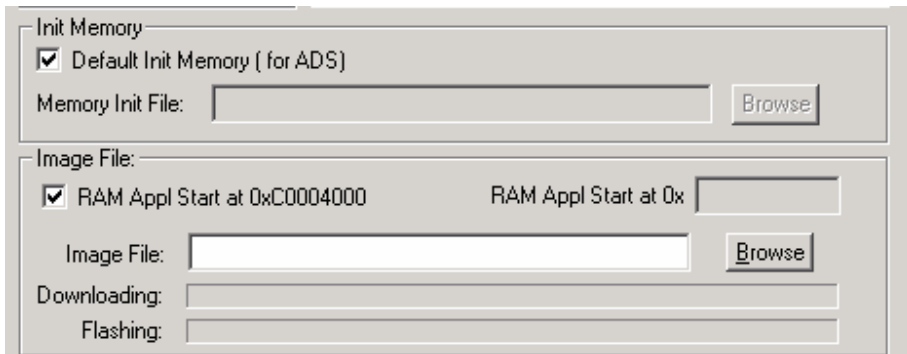 Init Memory
Default Init Memory ( for ADS)
Memory Init File:
Browse
Image File:
RAM Appl Start at 0xC0004000 RAM Appl Start at 0x
Image File:
Browse
Downloading:
Flashing: